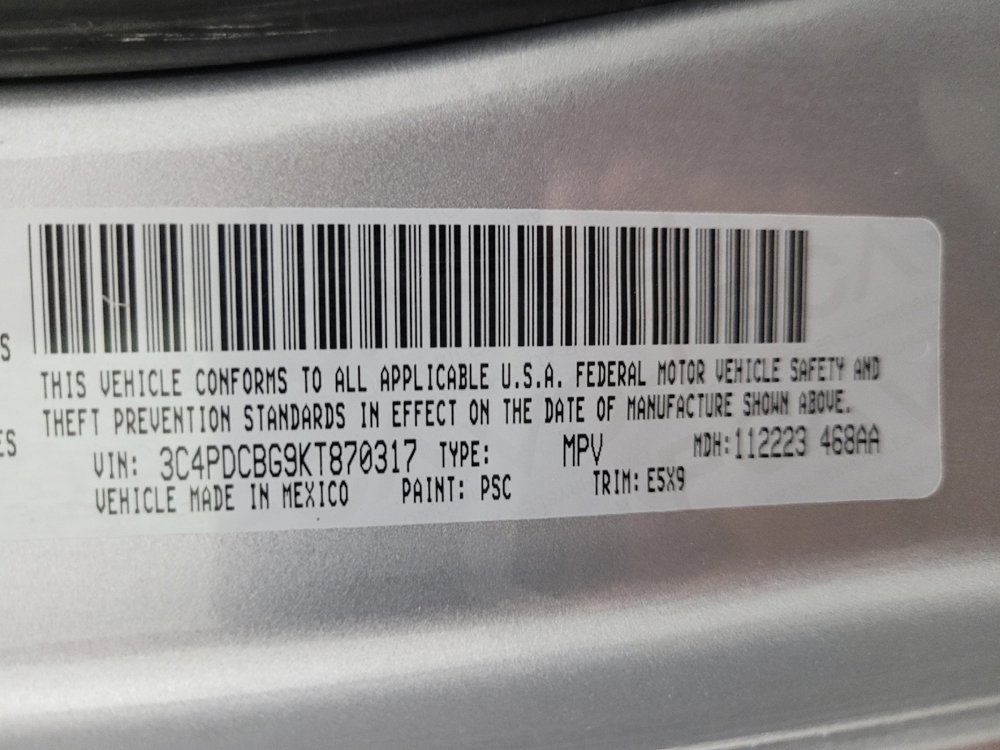 S
THIS VEHICLE CONFORMS TO ALL APPLICABLE U.S.A. FEDERAL MOTOR VEHICLE SAFETY AND
THEFT PREVENTION STANDARDS IN EFFECT ON THE DATE OF MANUFACTURE SHOWN ABOVE.
ES
VIN: 3C4PDCBG9KT870317 TYPE: MPV MDH:112223 468AA
VEHICLE MADE IN MEXICO PAINT: PSC TRIM: E5X9